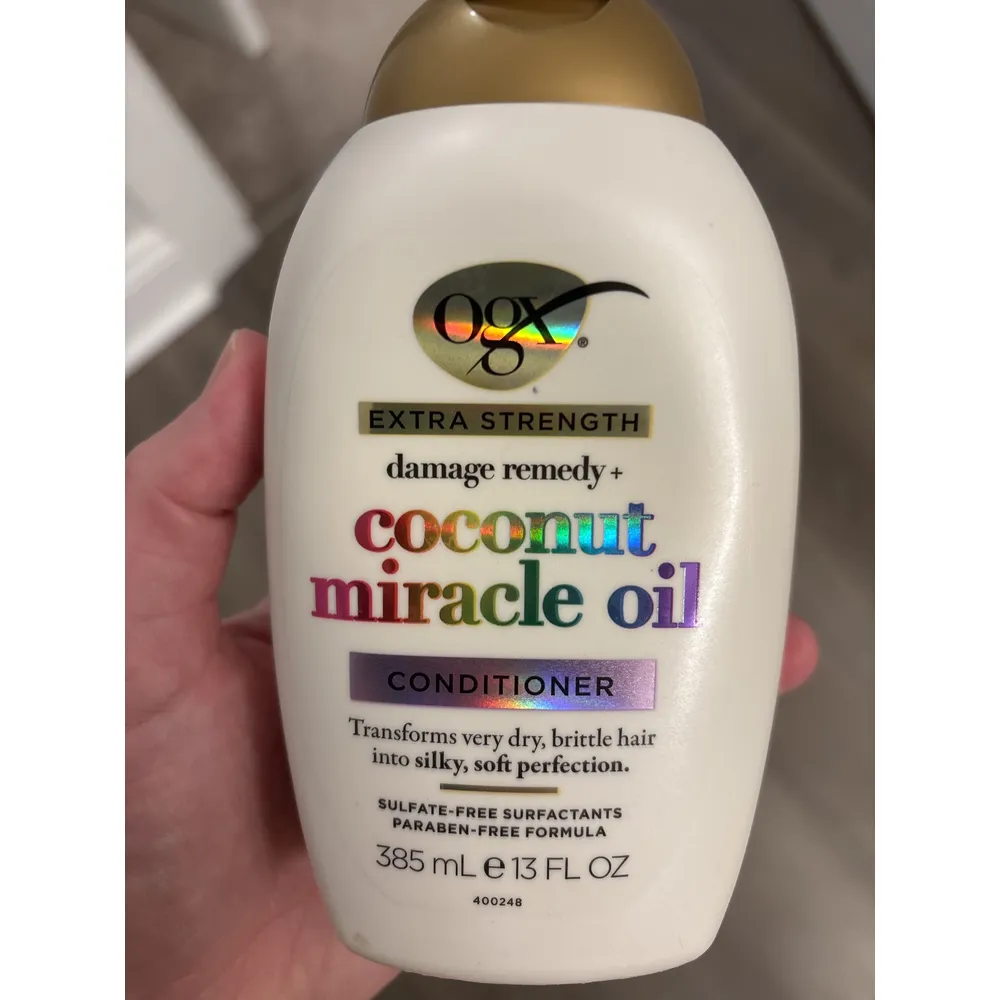 ogx®
EXTRA STRENGTH
damage remedy+
coconut
miracle oil
CONDITIONER
Transforms very dry, brittle hair
into silky, soft perfection.
SULFATE-FREE SURFACTANTS
PARABEN-FREE FORMULA
385 mL ℮ 13 FL OZ
400248